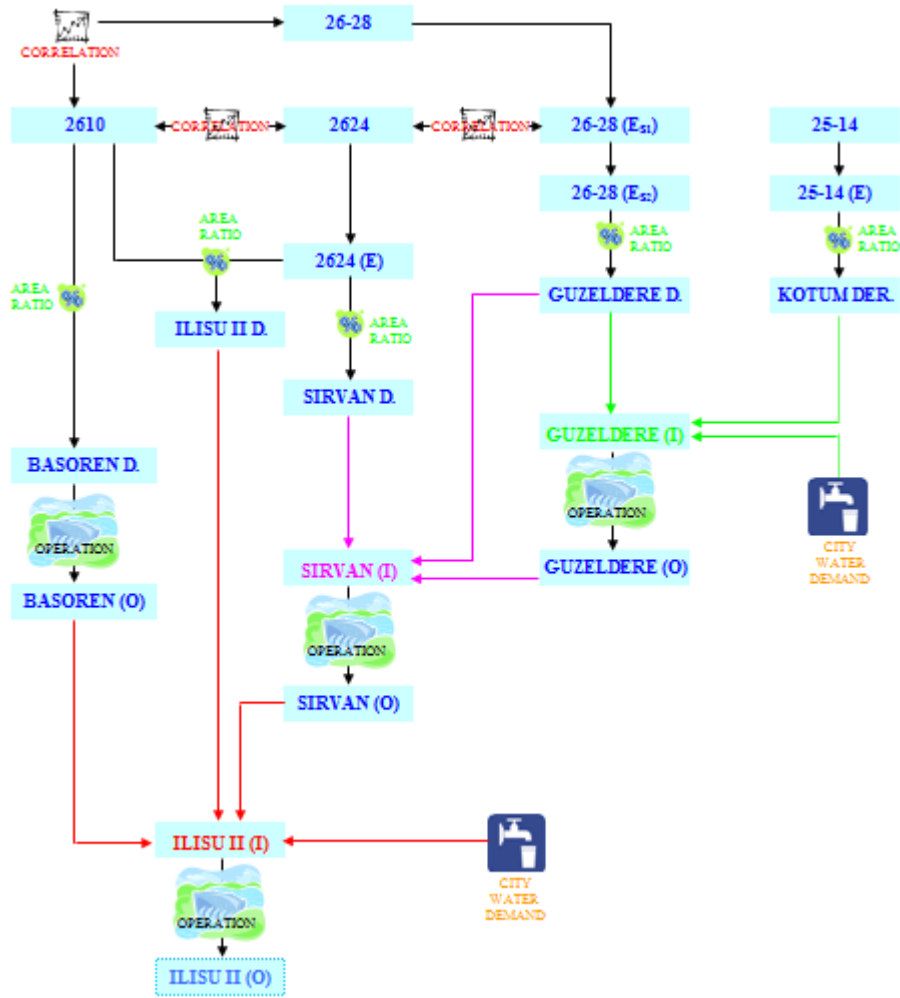 26-28
CORRELATION
2610
CORRELATION
2624
CORRELATION
26-28 (ES1)
25-14
26-28 (ES2)
25-14 (E)
AREA
RATIO
AREA
RATIO
AREA
RATIO
2624 (E)
AREA
RATIO
GUZELDERE D.
KOTUM DER.
ILISU II D.
AREA
RATIO
SIRVAN D.
GUZELDERE (I)
BASOREN D.
OPERATION
OPERATION
CITY
WATER
DEMAND
SIRVAN (I)
GUZELDERE (O)
BASOREN (O)
OPERATION
SIRVAN (O)
ILISU II (I)
CITY
WATER
DEMAND
OPERATION
ILISU II (O)